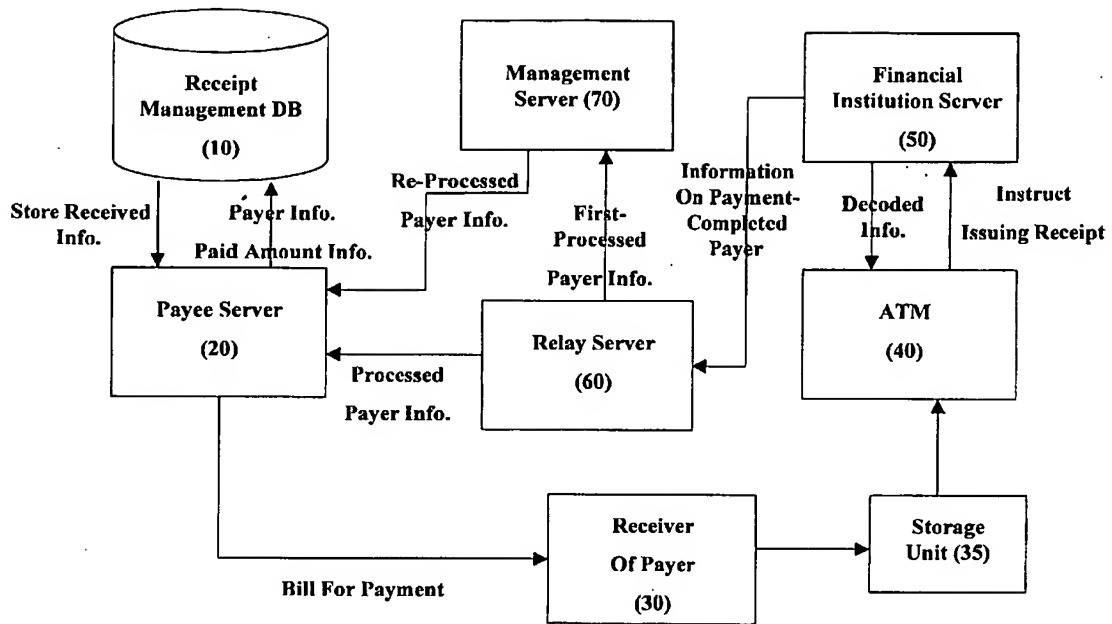 Receipt
Management DB
(10)
Management
Server (70)
Financial
Institution Server
(50)
Store Received
Info.
Payer Info.
Paid Amount Info.
Re-Processed
Payer Info.
First-
Processed
Payer Info.
Information
On Payment-
Completed
Payer
Decoded
Info.
Instruct
Issuing Receipt
Payee Server
(20)
Relay Server
(60)
ATM
(40)
Processed
Payer Info.
Bill For Payment
Receiver
Of Payer
(30)
Storage
Unit (35)